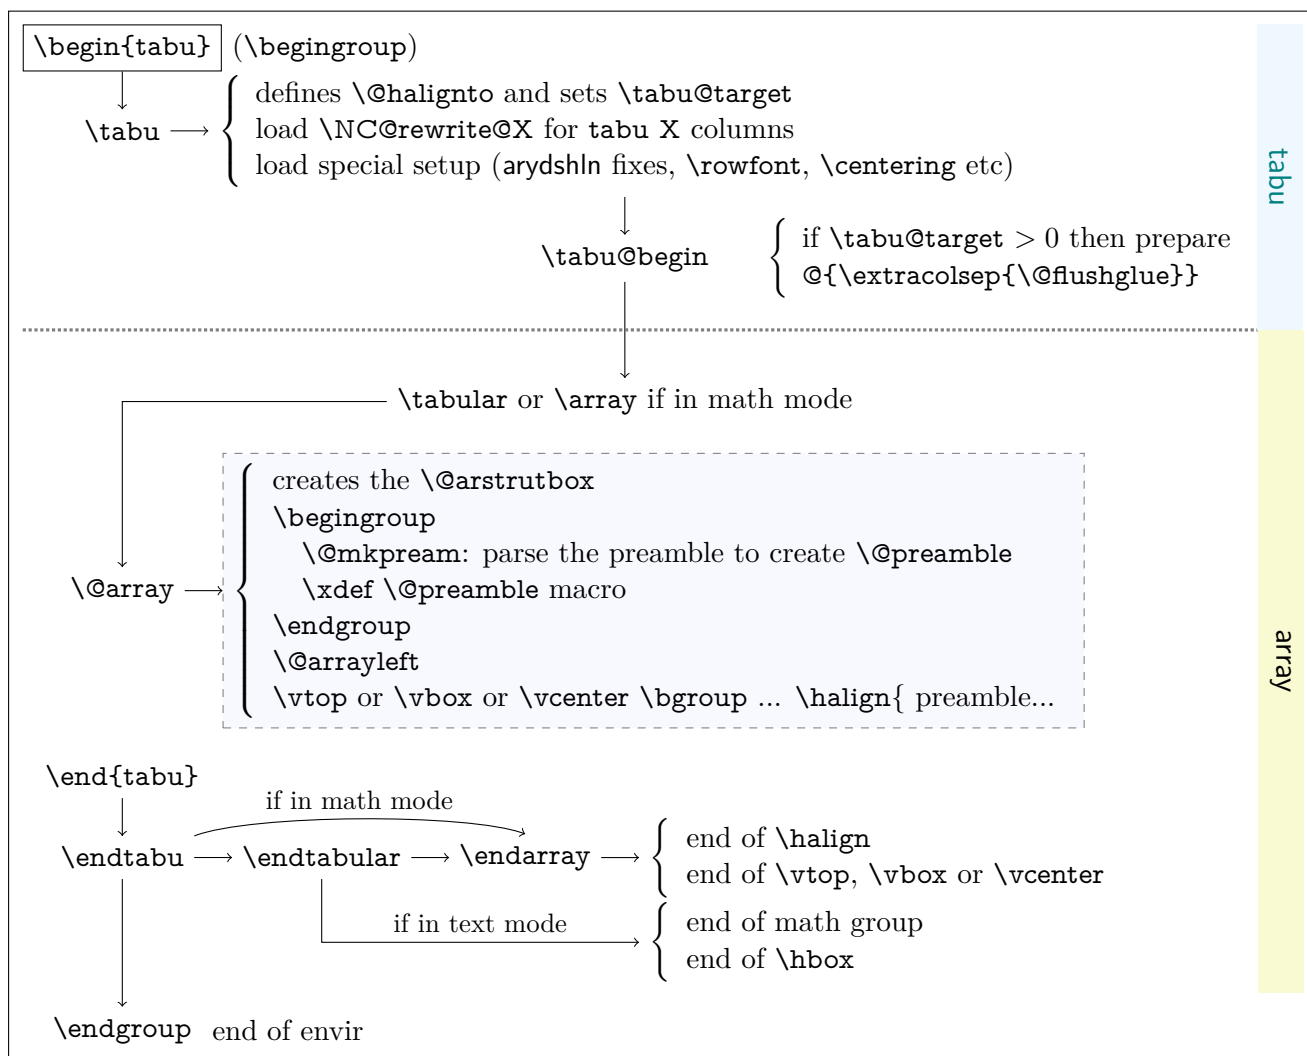 \begin{tabu} (\begingroup)
defines \@halignto and sets \tabu@target
\tabu
load \NC@rewrite@X for tabu X columns
load special setup (arydshln fixes, \rowfont, \centering etc)
tabu
\tabu@begin
if \tabu@target > 0 then prepare
@{\extracolsep{\@flushglue}}
\tabular or \array if in math mode
creates the \@arstrutbox
\begingroup
\@mkpream: parse the preamble to create \@preamble
\@array
\xdef \@preamble macro
\endgroup
\@arrayleft
\vtop or \vbox or \vcenter \bgroup ... \halign{ preamble...
array
\end{tabu}
if in math mode
\endtabu
\endtabular
\endarray
end of \halign
end of \vtop, \vbox or \vcenter
if in text mode
end of math group
end of \hbox
\endgroup end of envir